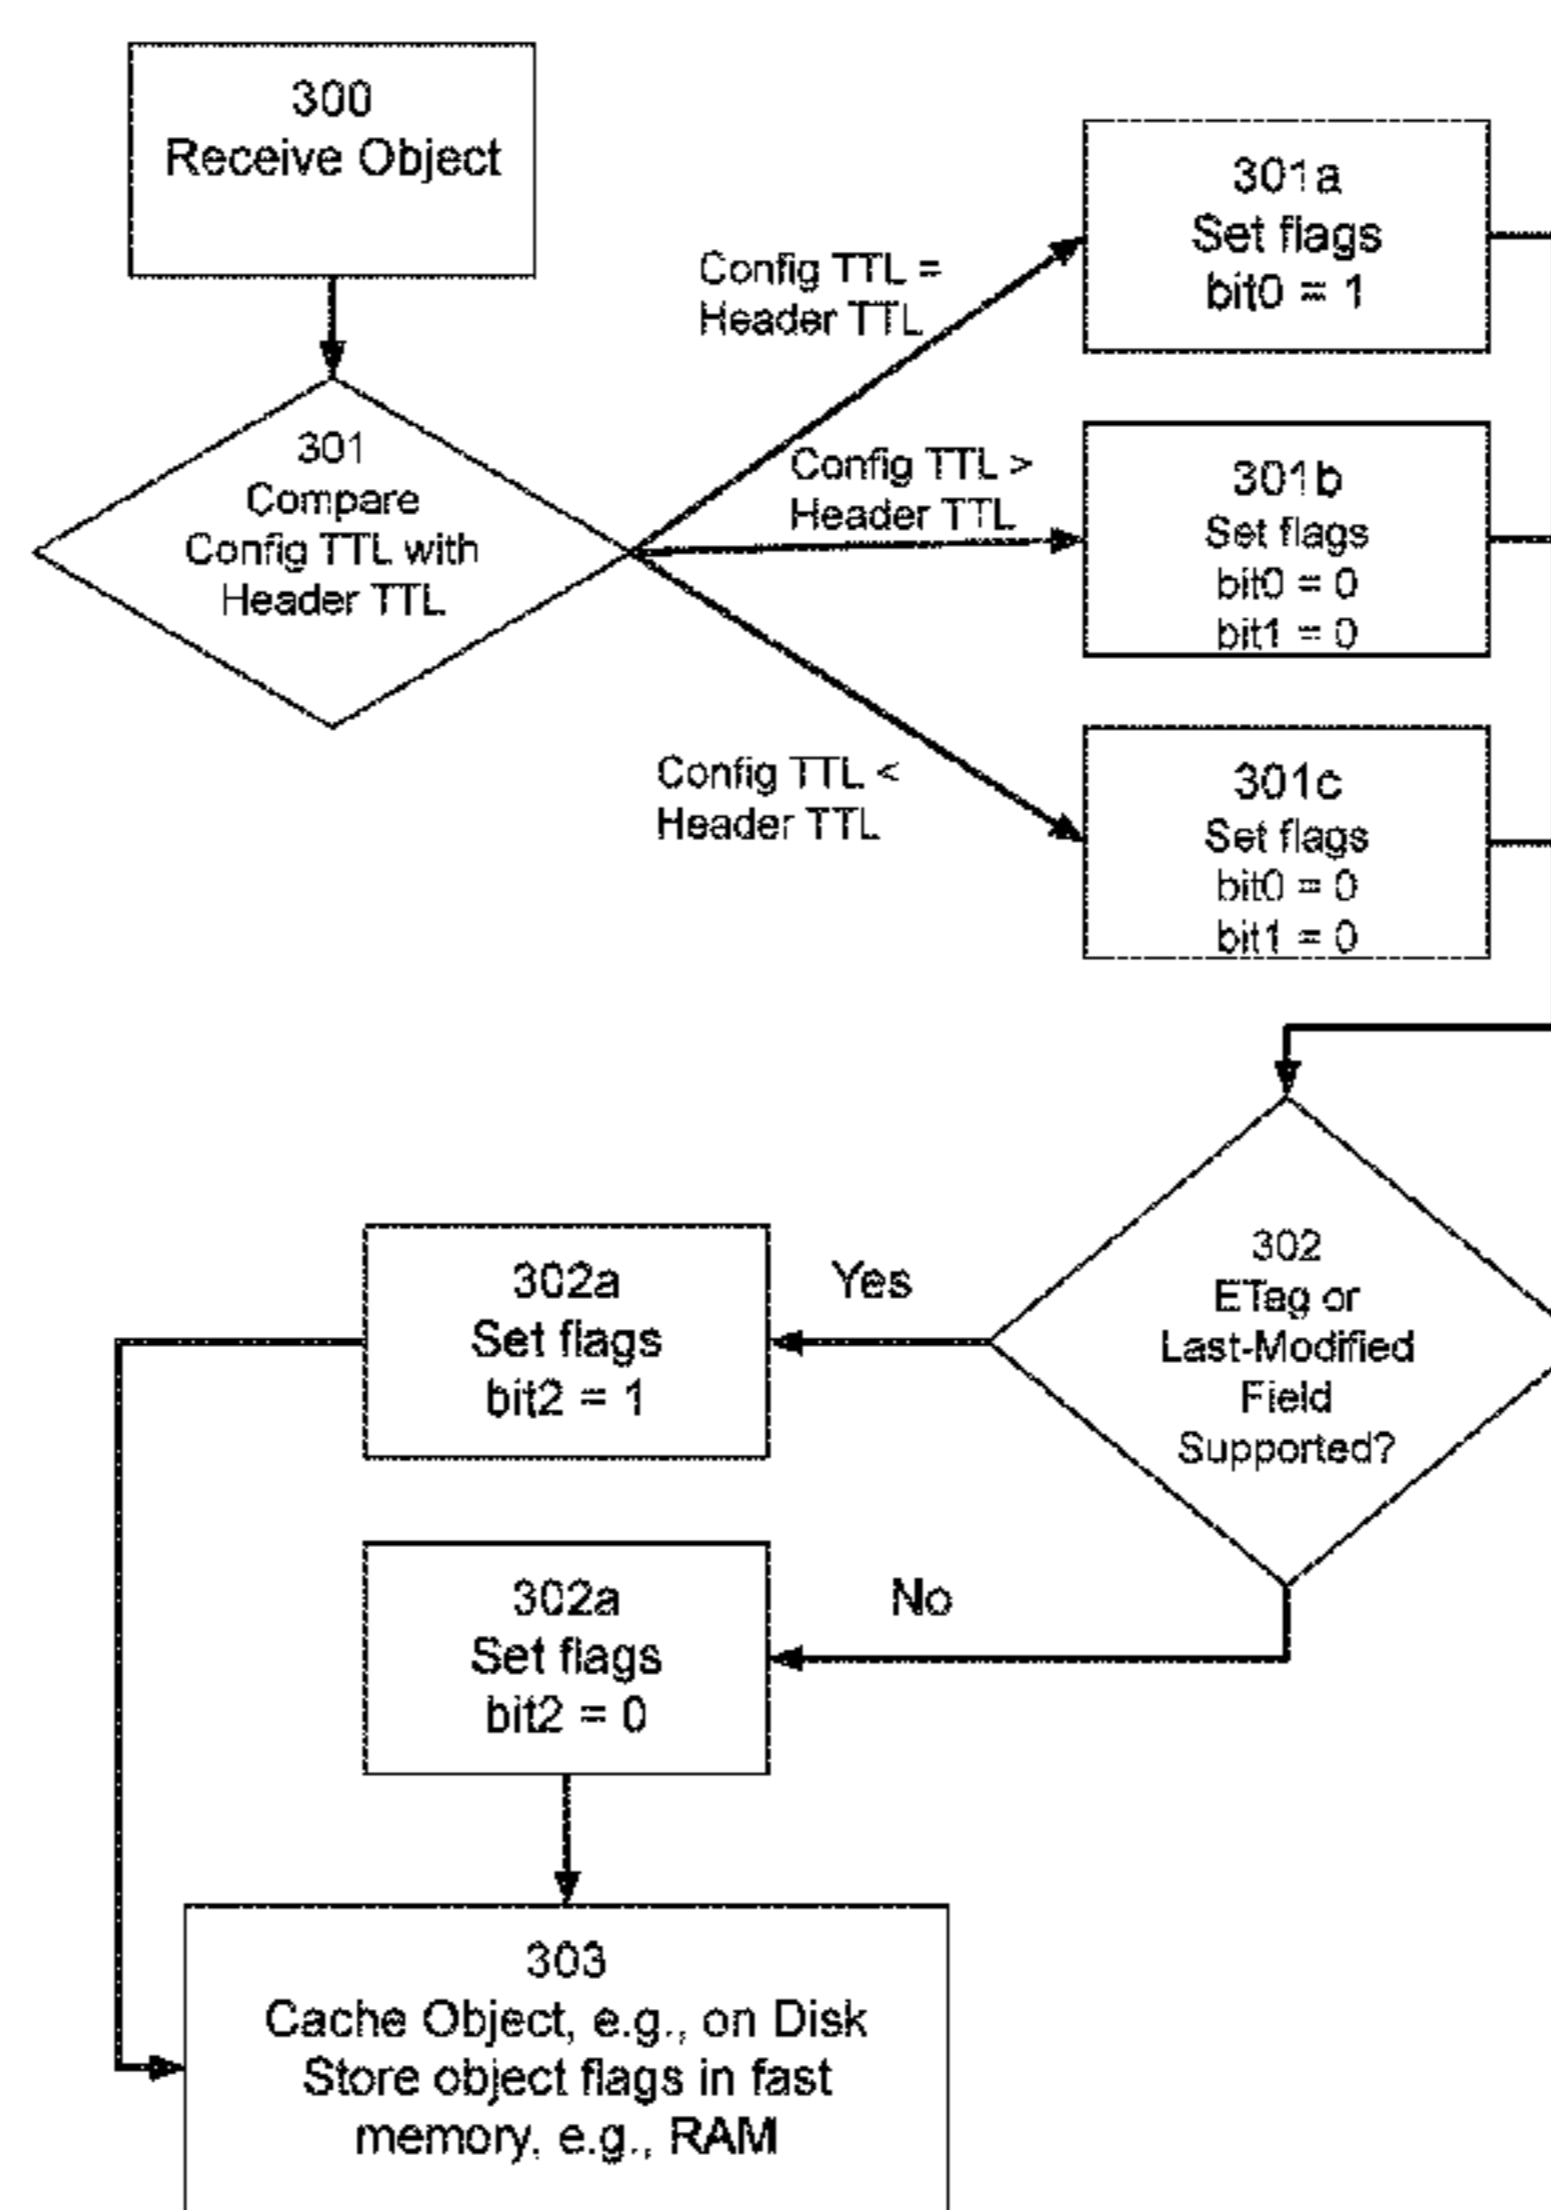 300
Receive Object
301
Compare
Config TTL with
Header TTL
Config TTL =
Header TTL
301a
Set flags
bit0 = 1
Config TTL >
Header TTL
301b
Set flags
bit0 = 0
bit1 = 0
Config TTL <
Header TTL
301c
Set flags
bit0 = 0
bit1 = 0
302
ETag or
Last-Modified
Field
Supported?
Yes
302a
Set flags
bit2 = 1
No
302a
Set flags
bit2 = 0
303
Cache Object, e.g., on Disk
Store object flags in fast
memory, e.g., RAM